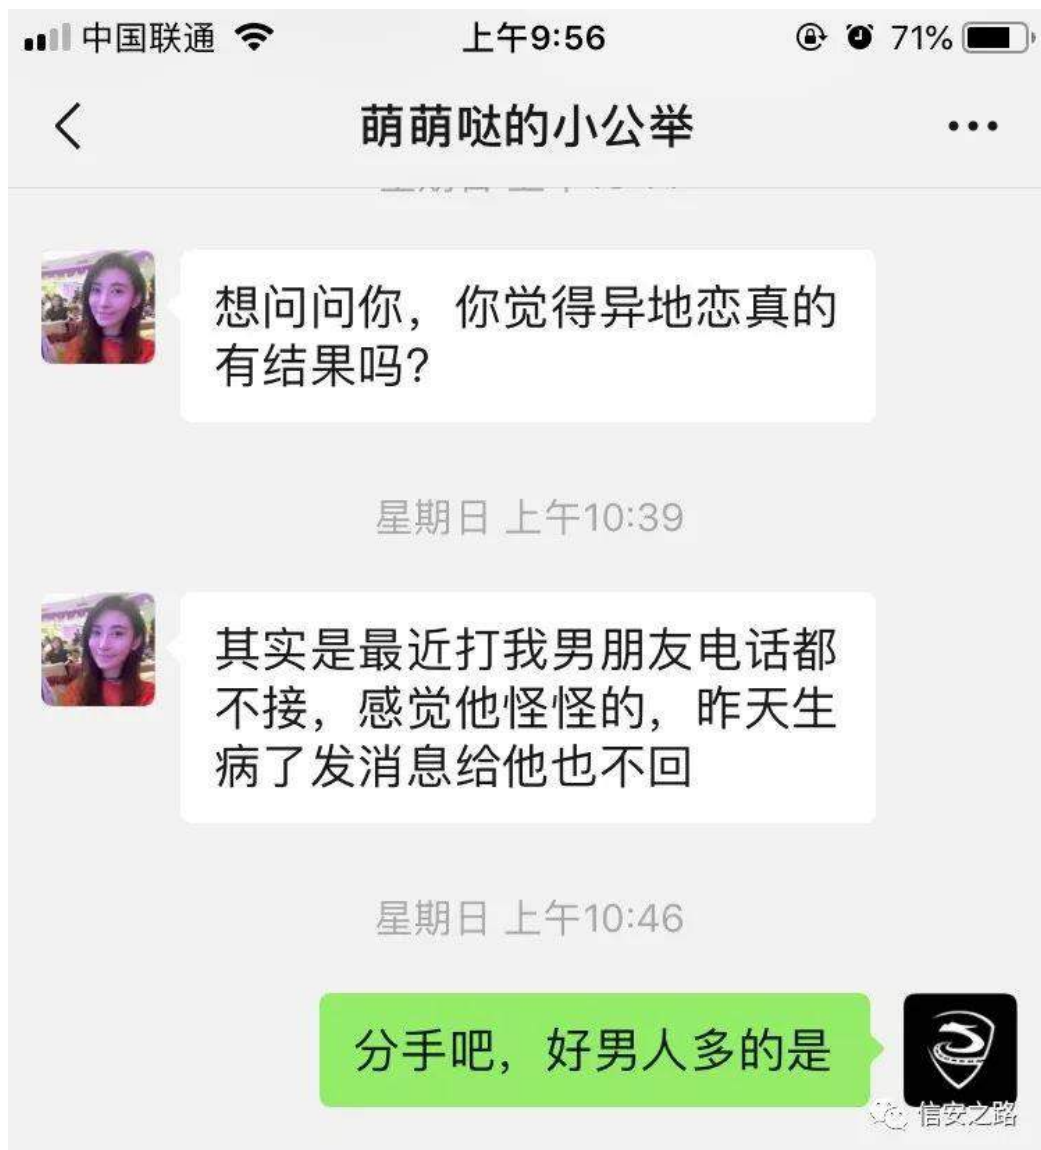 中国联通
上午9:56
71%
萌萌哒的小公举
想问问你，你觉得异地恋真的
有结果吗?
星期日 上午10:39
其实是最近打我男朋友电话都
不接，感觉他怪怪的，昨天生
病了发消息给他也不回
星期日 上午10:46
分手吧，好男人多的是
信安之路